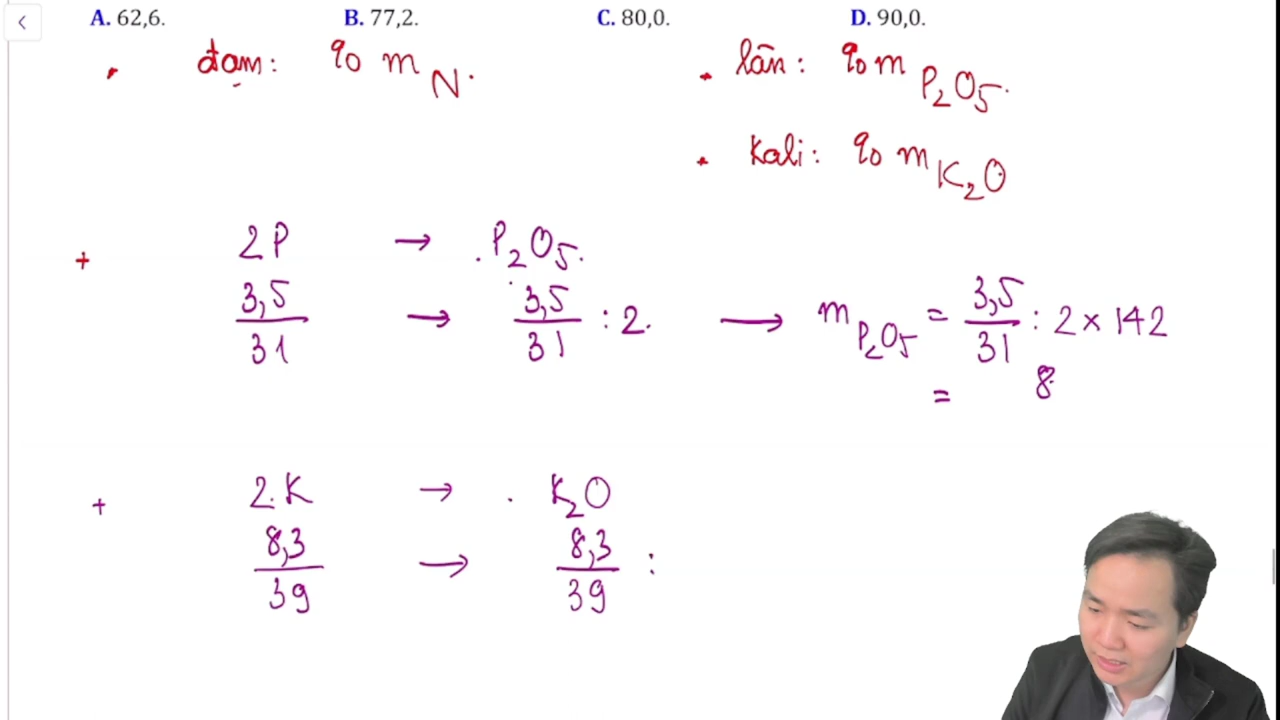 A. 62,6. B. 77,2. C. 80,0. D. 90,0.
• đạm: % m N. • lân: % m P₂O₅.
• Kali: % m K₂O
+ 2P → P₂O₅.
3,5/31 → 3,5/31 : 2. → m P₂O₅ = 3,5/31 : 2 × 142
= 8
+ 2.K → K₂O
8,3/39 → 8,3/39 :